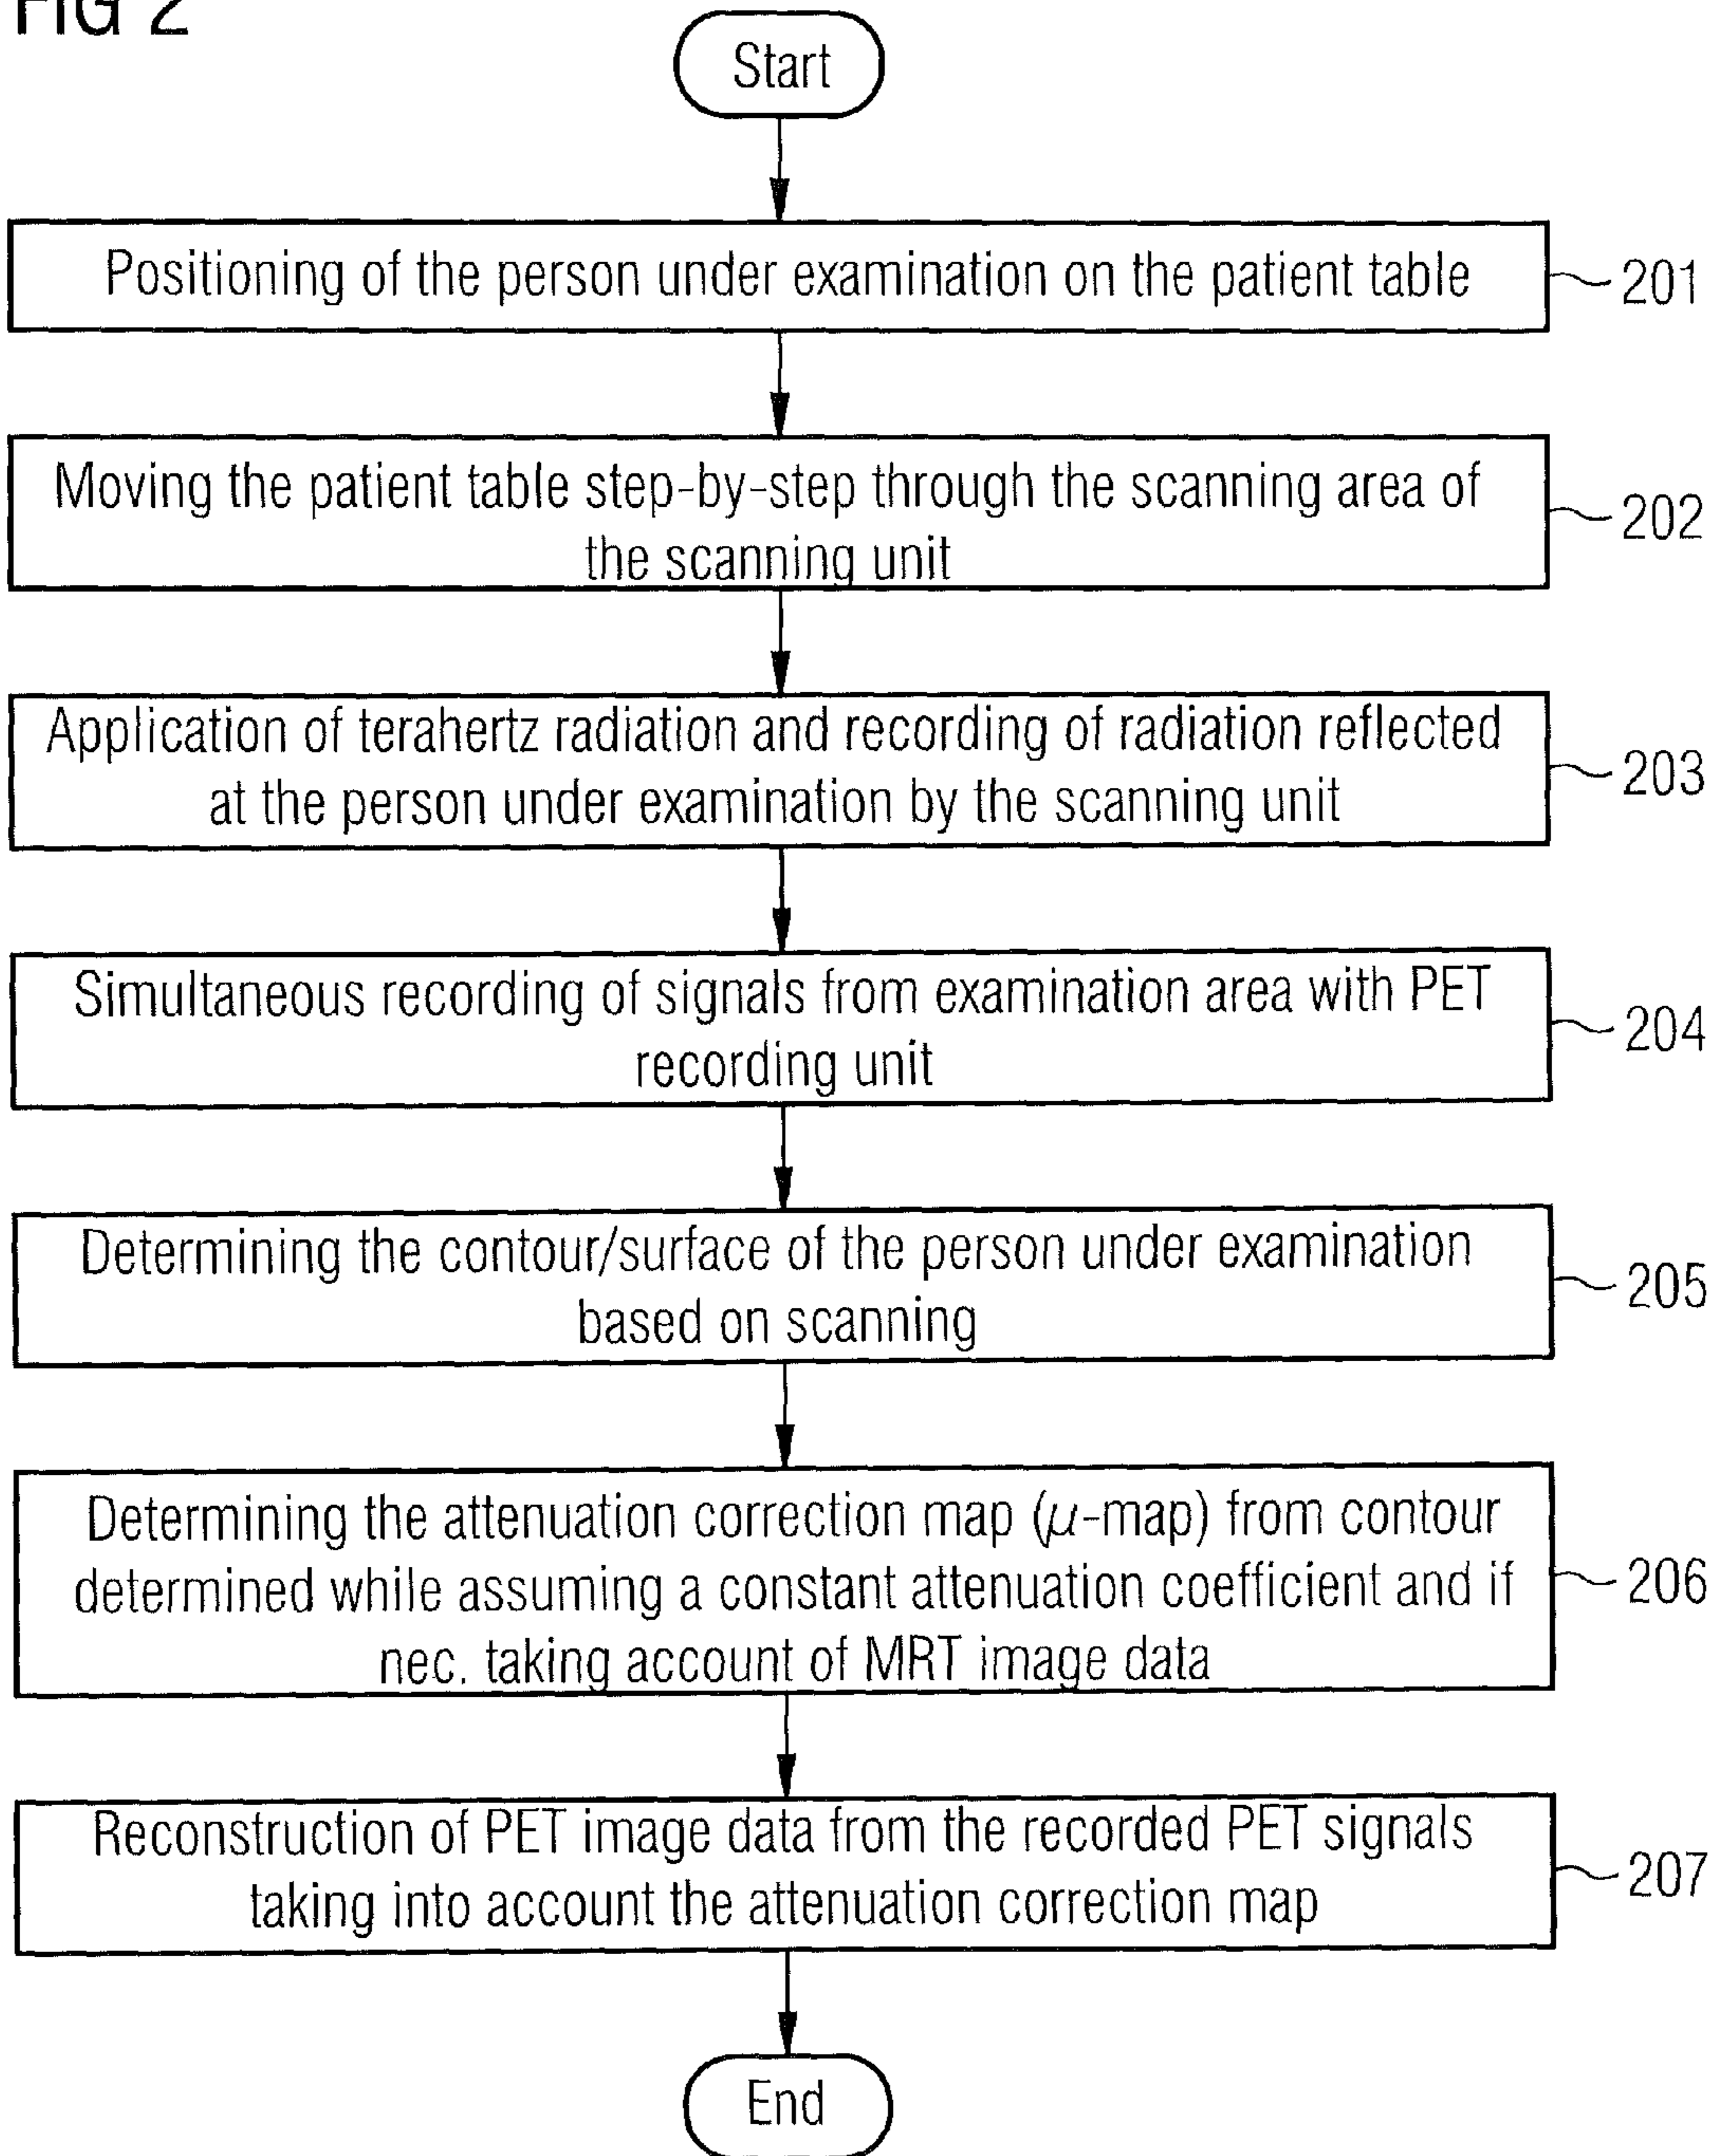 FIG 2
Start
Positioning of the person under examination on the patient table
201
Moving the patient table step-by-step through the scanning area of
the scanning unit
202
Application of terahertz radiation and recording of radiation reflected
at the person under examination by the scanning unit
203
Simultaneous recording of signals from examination area with PET
recording unit
204
Determining the contour/surface of the person under examination
based on scanning
205
Determining the attenuation correction map (μ-map) from contour
determined while assuming a constant attenuation coefficient and if
nec. taking account of MRT image data
206
Reconstruction of PET image data from the recorded PET signals
taking into account the attenuation correction map
207
End